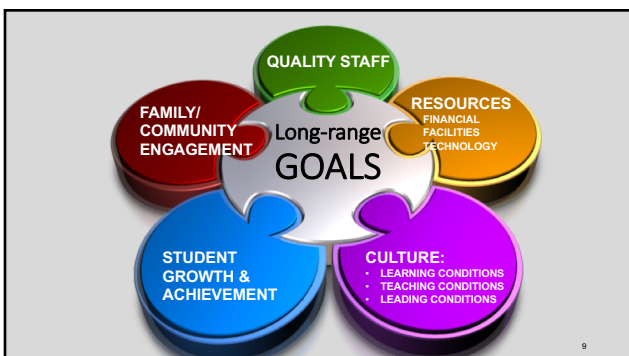 QUALITY STAFF
FAMILY/
COMMUNITY
ENGAGEMENT
Long-range
GOALS
RESOURCES
FINANCIAL
FACILITIES
TECHNOLOGY
STUDENT
GROWTH &
ACHIEVEMENT
CULTURE:
• LEARNING CONDITIONS
• TEACHING CONDITIONS
• LEADING CONDITIONS
9